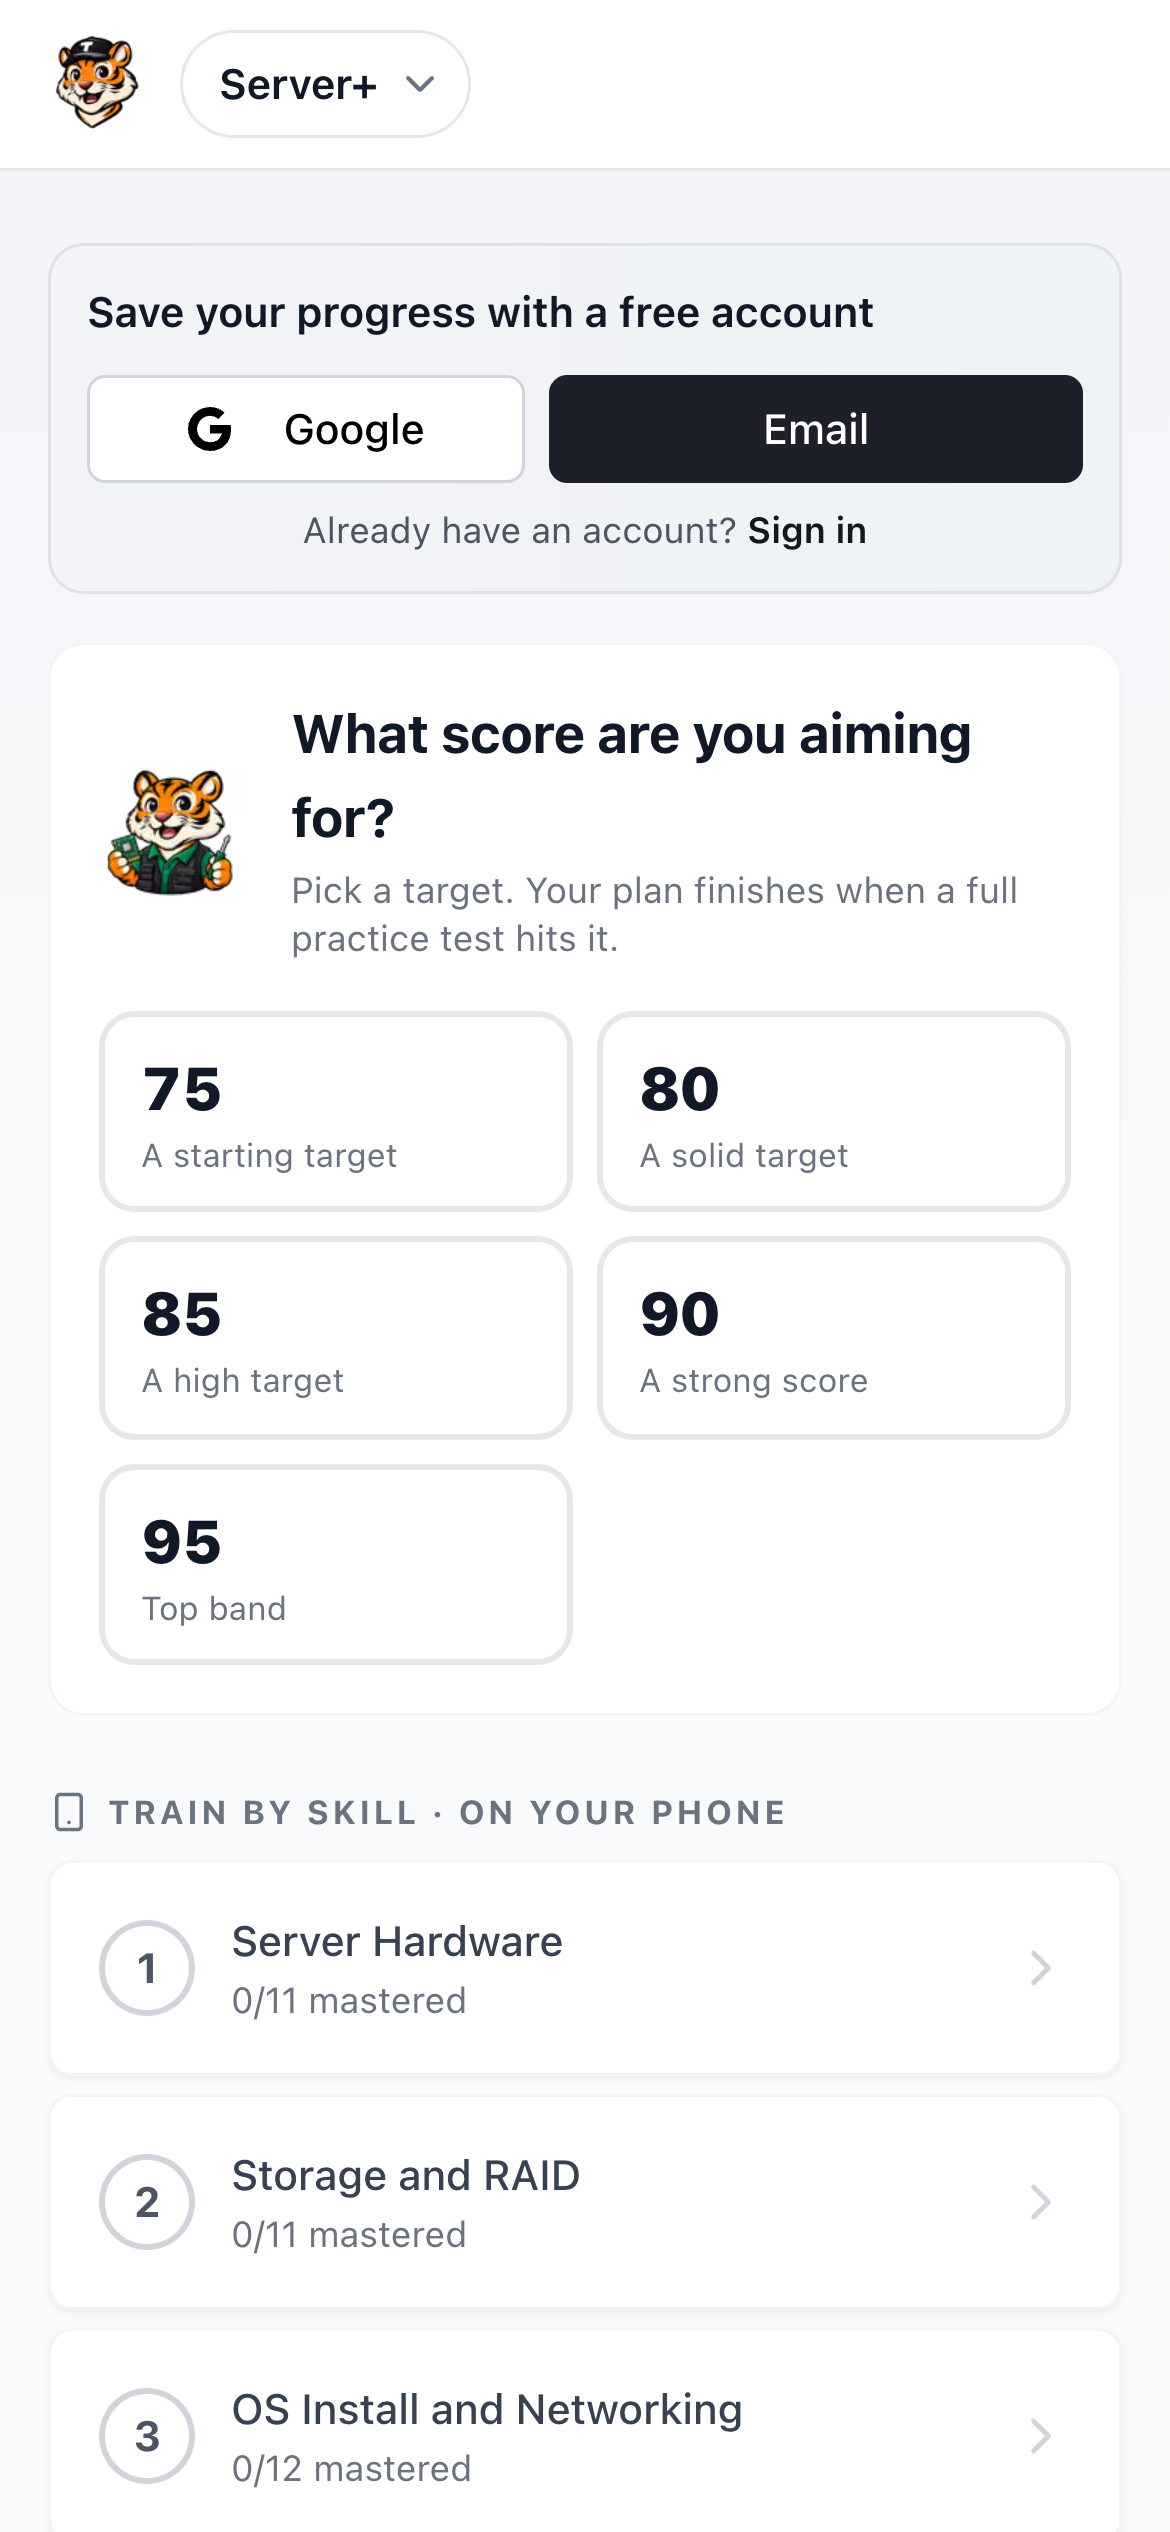 T
Server+
Save your progress with a free account
Google
Email
Already have an account? Sign in
What score are you aiming
for?
Pick a target. Your plan finishes when a full
practice test hits it.
75
A starting target
80
A solid target
85
A high target
90
A strong score
95
Top band
TRAIN BY SKILL · ON YOUR PHONE
1
Server Hardware
0/11 mastered
2
Storage and RAID
0/11 mastered
3
OS Install and Networking
0/12 mastered